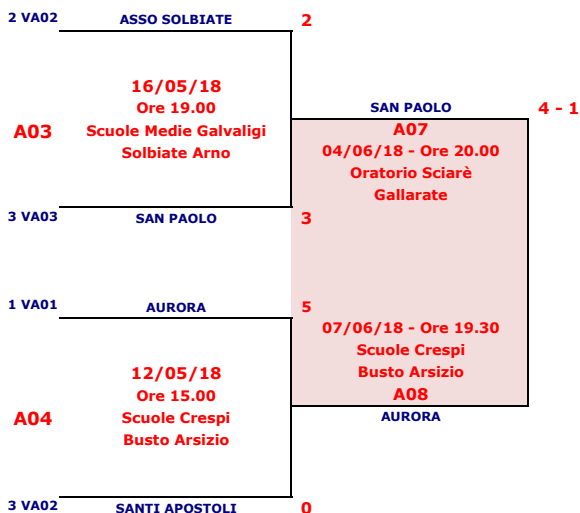 2 VA02 ASSO SOLBIATE 2
16/05/18
Ore 19.00
A03 Scuole Medie Galvaligi
Solbiate Arno
3 VA03 SAN PAOLO 3
SAN PAOLO 4 - 1
A07
04/06/18 - Ore 20.00
Oratorio Sciarè
Gallarate
1 VA01 AURORA 5
12/05/18
Ore 15.00
A04 Scuole Crespi
Busto Arsizio
3 VA02 SANTI APOSTOLI 0
07/06/18 - Ore 19.30
Scuole Crespi
Busto Arsizio
A08
AURORA